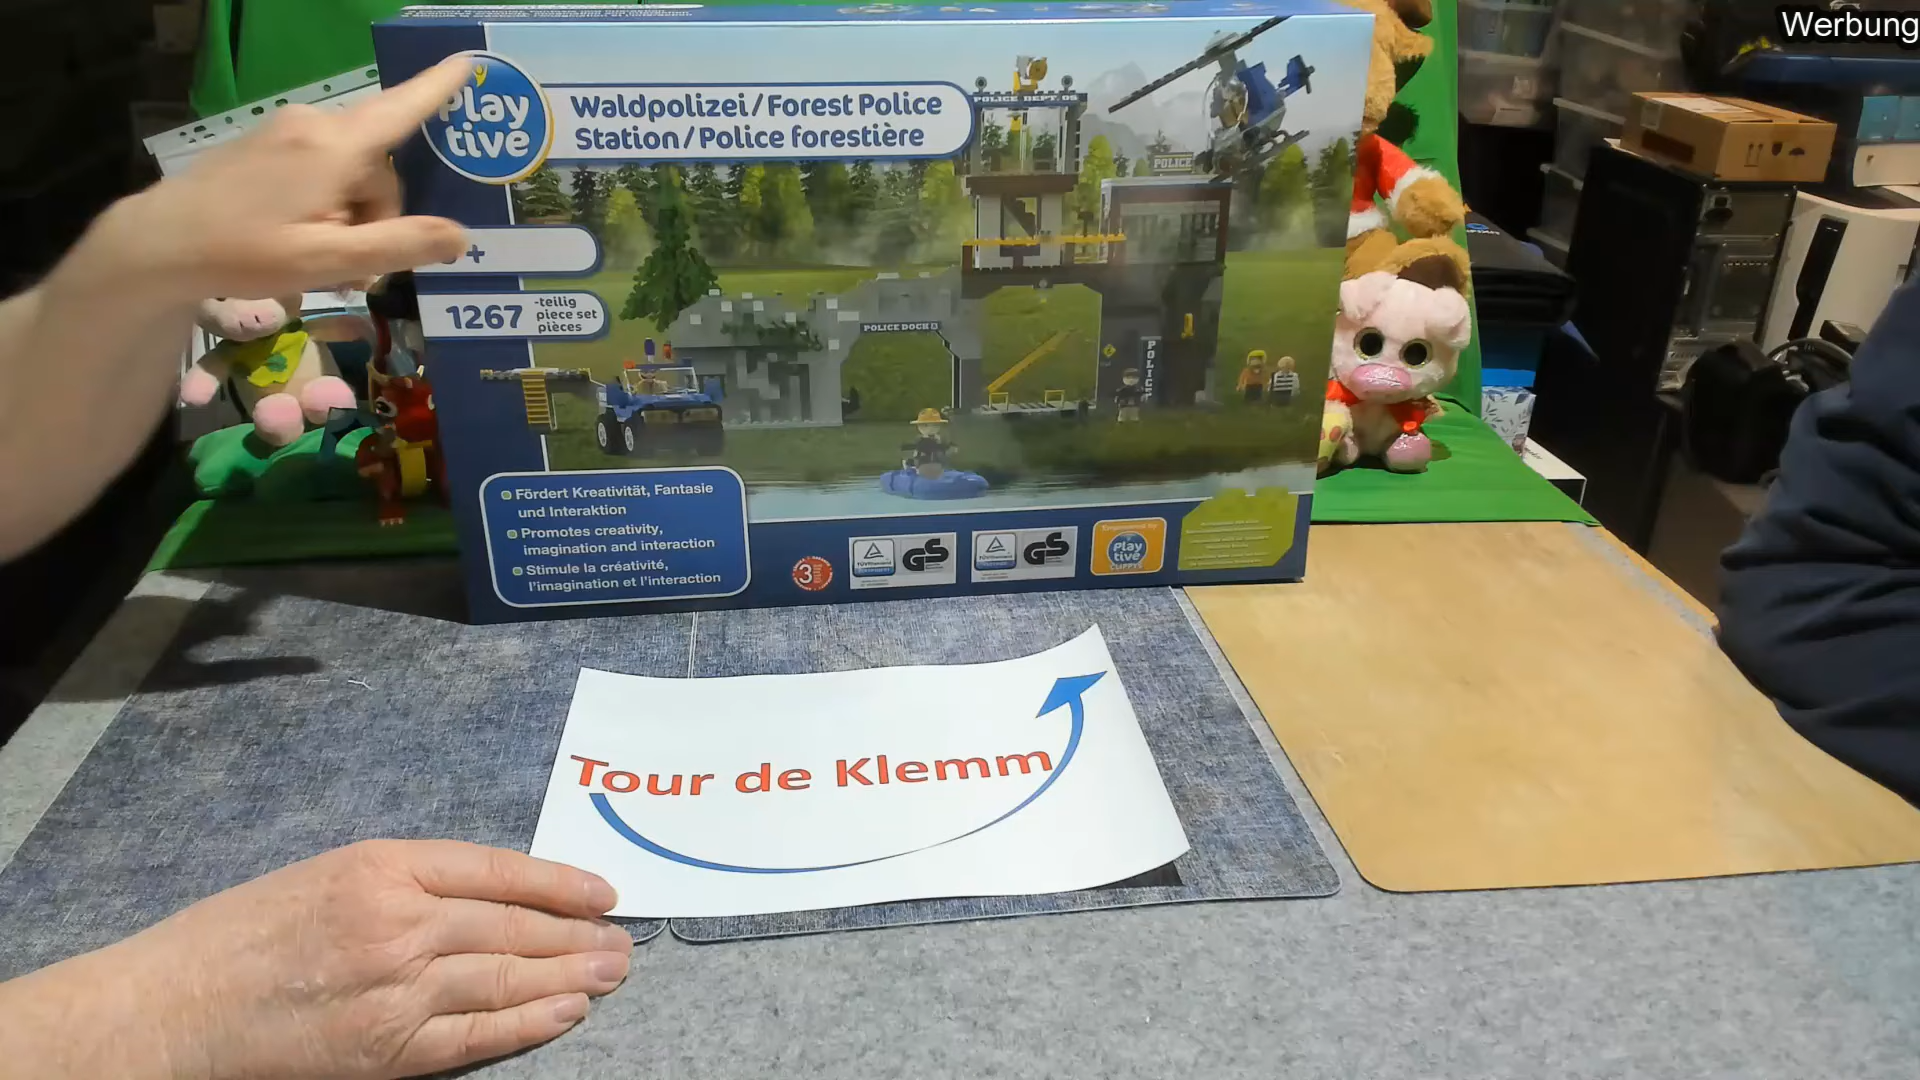 Werbung
Play
tive
Waldpolizei/Forest Police
Station/Police forestière
POLICE DEPT. 05
POLICE
+
1267
-teilig
piece set
pièces
POLICE DOCK
POLICE
Fördert Kreativität, Fantasie
und Interaktion
Promotes creativity,
imagination and interaction
Stimule la créativité,
l'imagination et l'interaction
3
GS
GS
Play
tive
CLIPPYS
Tour de Klemm